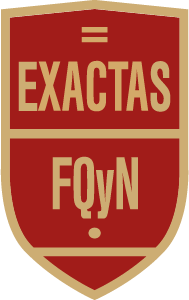 =
EXACTAS
FQyN